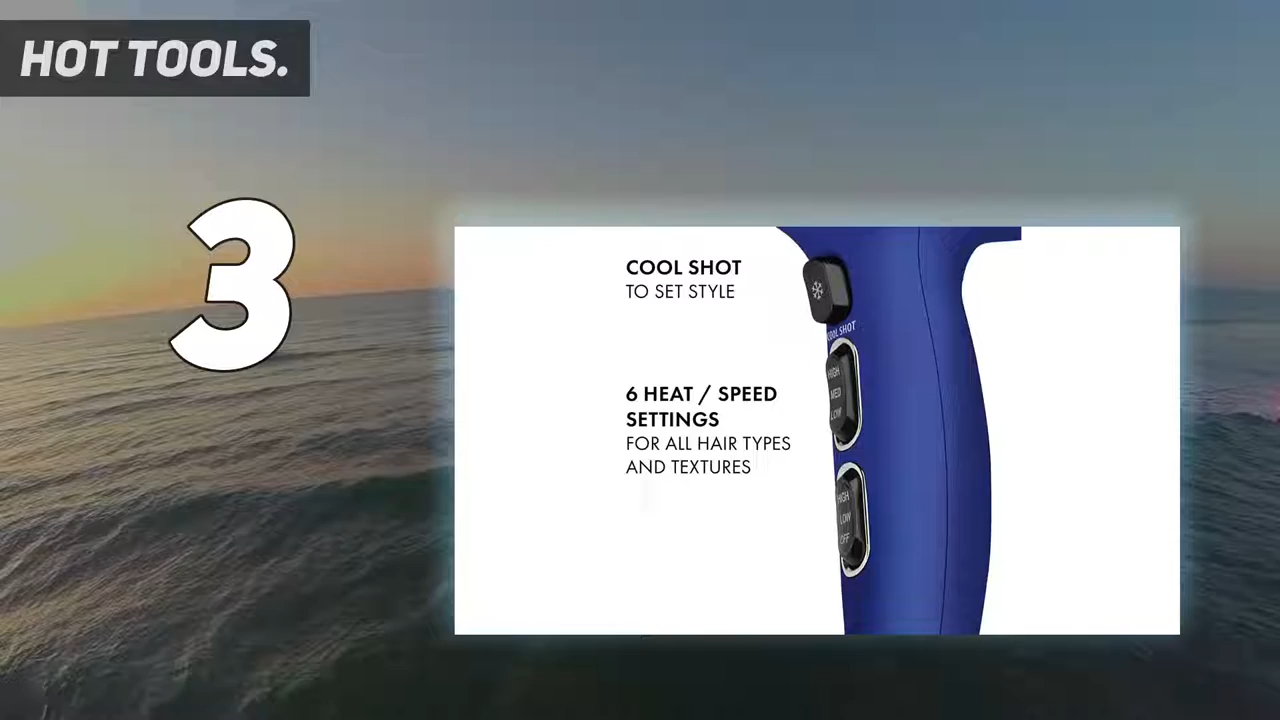 HOT TOOLS.
3
COOL SHOT
TO SET STYLE
COOL SHOT
HIGH
MED
LOW
6 HEAT / SPEED
SETTINGS
FOR ALL HAIR TYPES
AND TEXTURES
HIGH
LOW
OFF